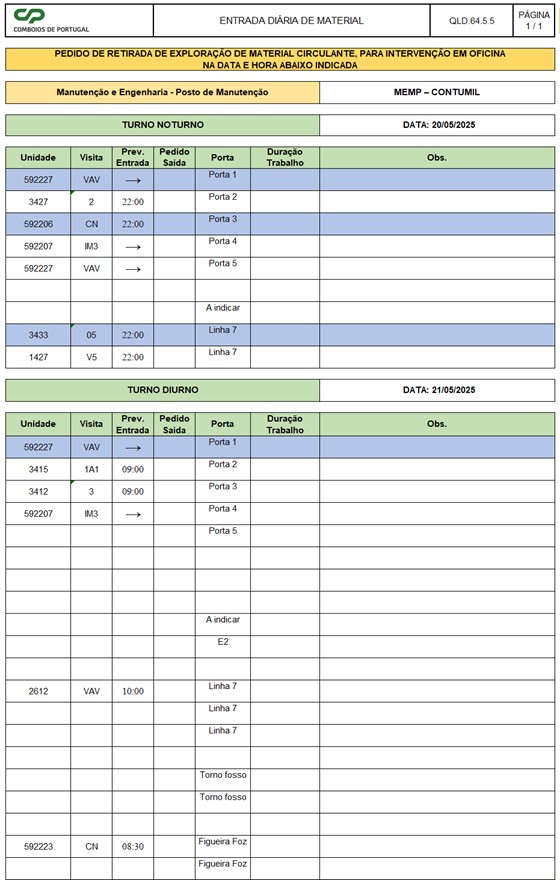 CP
COMBOIOS DE PORTUGAL
ENTRADA DIÁRIA DE MATERIAL
QLD.64.5.5
PÁGINA
1 / 1
PEDIDO DE RETIRADA DE EXPLORAÇÃO DE MATERIAL CIRCULANTE, PARA INTERVENÇÃO EM OFICINA
NA DATA E HORA ABAIXO INDICADA
Manutenção e Engenharia - Posto de Manutenção MEMP – CONTUMIL
TURNO NOTURNO DATA: 20/05/2025
Unidade Visita Prev. Entrada Pedido Saída Porta Duração Trabalho Obs.
592227 VAV → Porta 1
3427 2 22:00 Porta 2
592206 CN 22:00 Porta 3
592207 IM3 → Porta 4
592227 VAV → Porta 5
A indicar
3433 05 22:00 Linha 7
1427 V5 22:00 Linha 7
TURNO DIURNO DATA: 21/05/2025
Unidade Visita Prev. Entrada Pedido Saída Porta Duração Trabalho Obs.
592227 VAV → Porta 1
3415 1A1 09:00 Porta 2
3412 3 09:00 Porta 3
592207 IM3 → Porta 4
Porta 5
A indicar
E2
2612 VAV 10:00 Linha 7
Linha 7
Linha 7
Torno fosso
Torno fosso
592223 CN 08:30 Figueira Foz
Figueira Foz